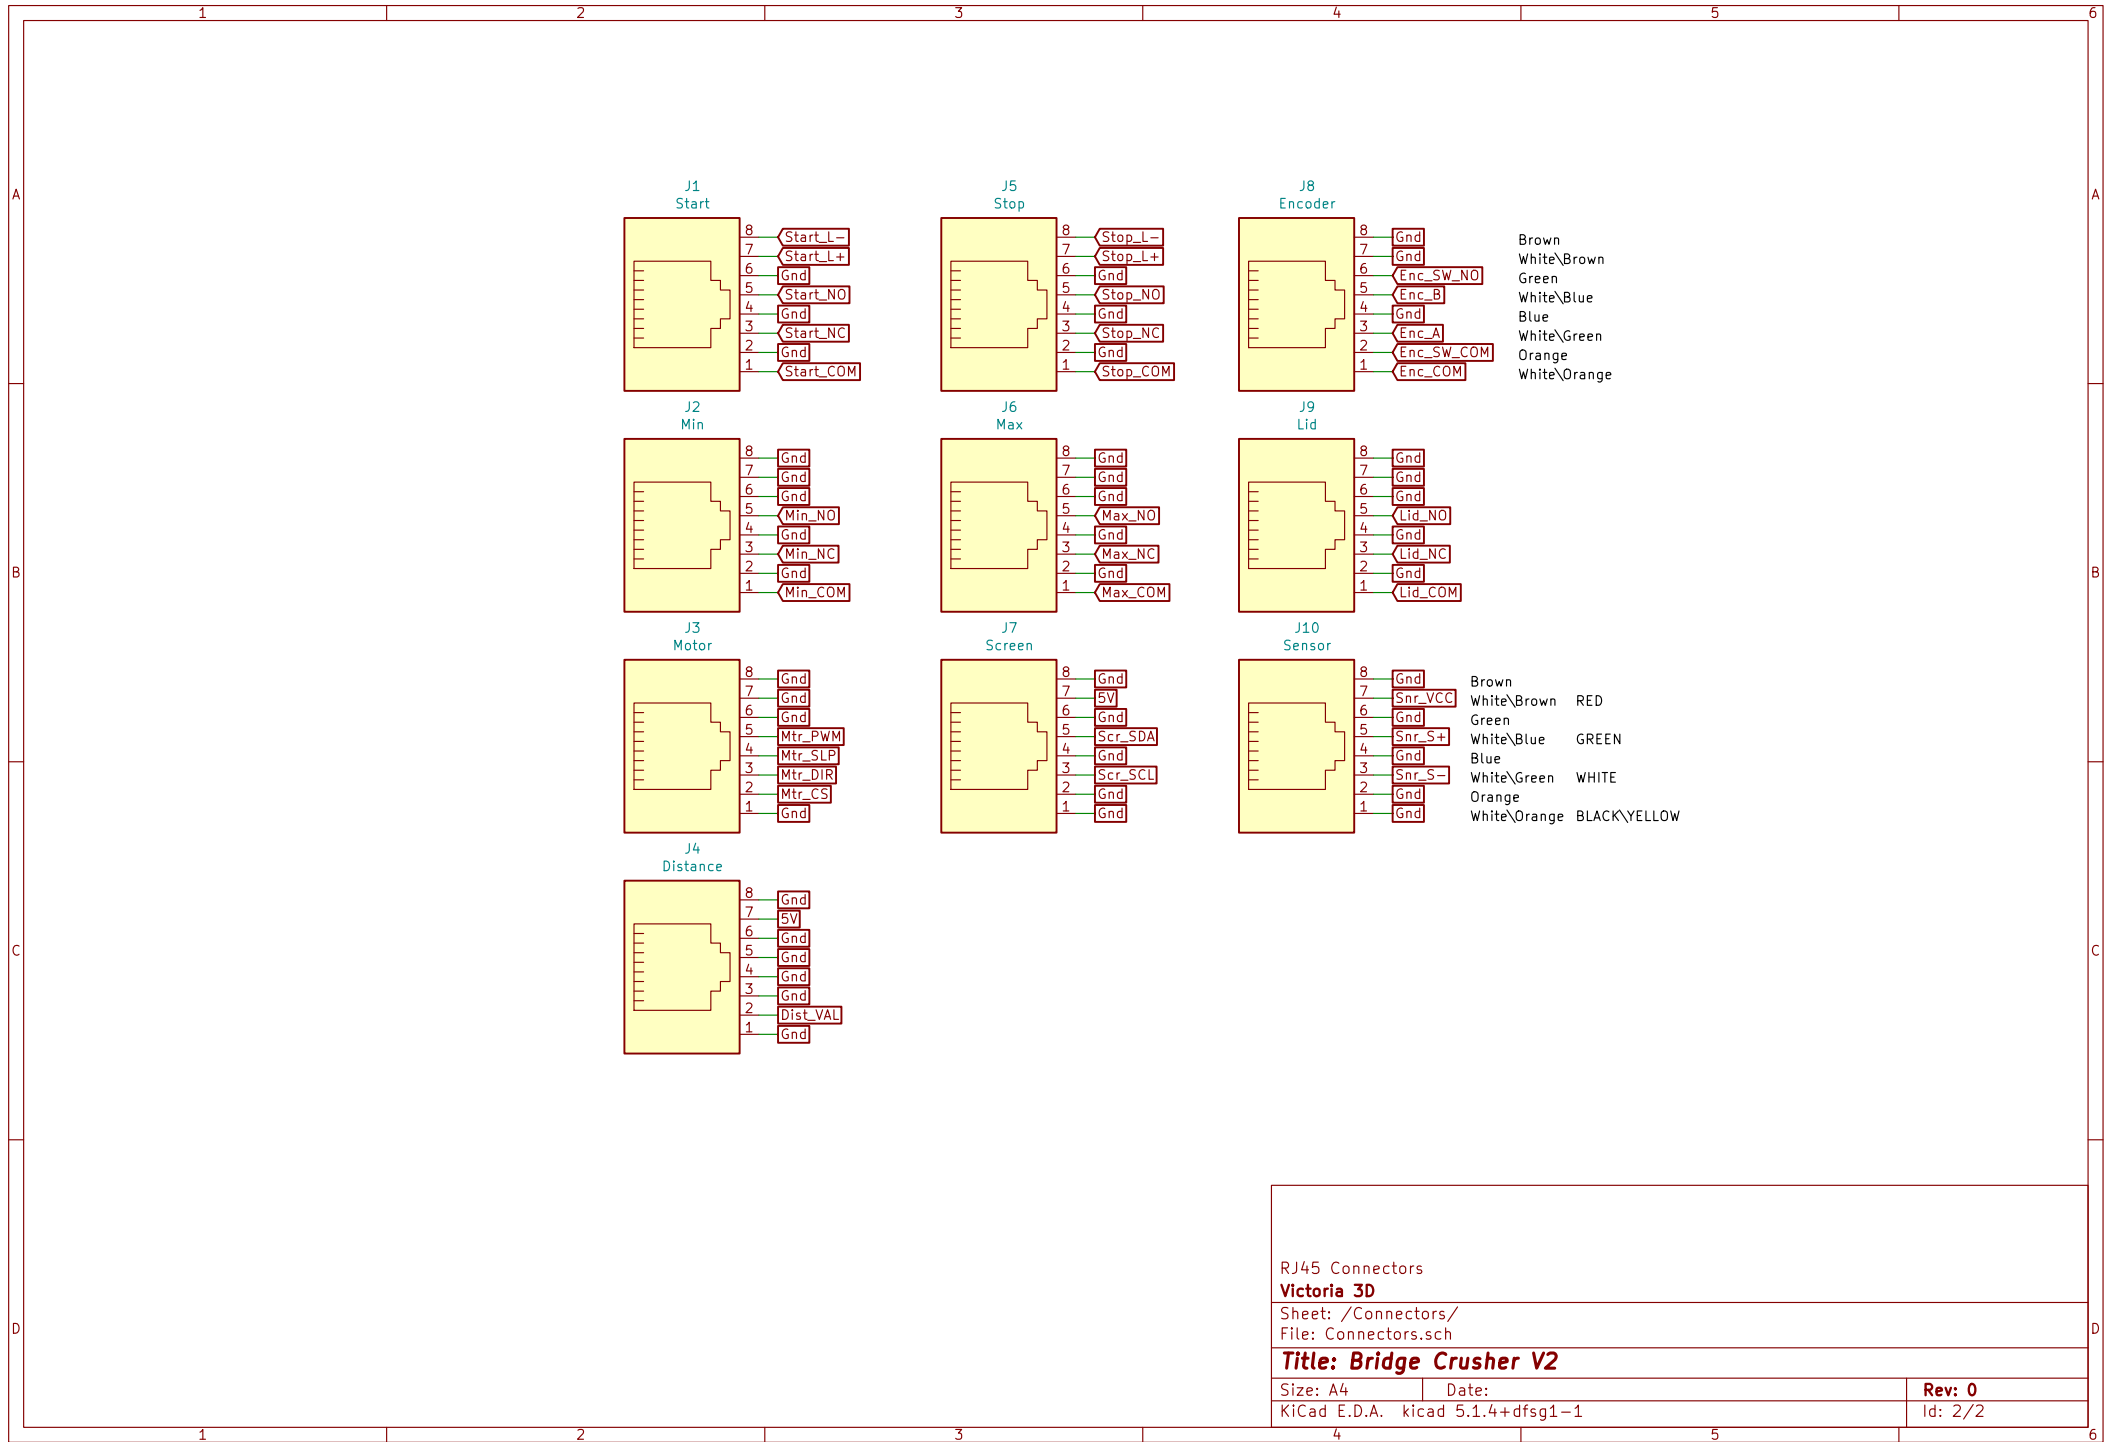 1 2 3 4 5 6
A A
B B
C C
D D
J1
Start
8 Start_L-
7 Start_L+
6 Gnd
5 Start_NO
4 Gnd
3 Start_NC
2 Gnd
1 Start_COM
J5
Stop
8 Stop_L-
7 Stop_L+
6 Gnd
5 Stop_NO
4 Gnd
3 Stop_NC
2 Gnd
1 Stop_COM
J8
Encoder
8 Gnd Brown
7 Gnd White\Brown
6 Enc_SW_NO Green
5 Enc_B White\Blue
4 Gnd Blue
3 Enc_A White\Green
2 Enc_SW_COM Orange
1 Enc_COM White\Orange
J2
Min
8 Gnd
7 Gnd
6 Gnd
5 Min_NO
4 Gnd
3 Min_NC
2 Gnd
1 Min_COM
J6
Max
8 Gnd
7 Gnd
6 Gnd
5 Max_NO
4 Gnd
3 Max_NC
2 Gnd
1 Max_COM
J9
Lid
8 Gnd
7 Gnd
6 Gnd
5 Lid_NO
4 Gnd
3 Lid_NC
2 Gnd
1 Lid_COM
J3
Motor
8 Gnd
7 Gnd
6 Gnd
5 Mtr_PWM
4 Mtr_SLP
3 Mtr_DIR
2 Mtr_CS
1 Gnd
J7
Screen
8 Gnd
7 5V
6 Gnd
5 Scr_SDA
4 Gnd
3 Scr_SCL
2 Gnd
1 Gnd
J10
Sensor
8 Gnd Brown
7 Snr_VCC White\Brown RED
6 Gnd Green
5 Snr_S+ White\Blue GREEN
4 Gnd Blue
3 Snr_S- White\Green WHITE
2 Gnd Orange
1 Gnd White\Orange BLACK\YELLOW
J4
Distance
8 Gnd
7 5V
6 Gnd
5 Gnd
4 Gnd
3 Gnd
2 Dist_VAL
1 Gnd
RJ45 Connectors
Victoria 3D
Sheet: /Connectors/
File: Connectors.sch
Title: Bridge Crusher V2
Size: A4 Date: Rev: 0
KiCad E.D.A. kicad 5.1.4+dfsg1-1 Id: 2/2
1 2 3 4 5 6